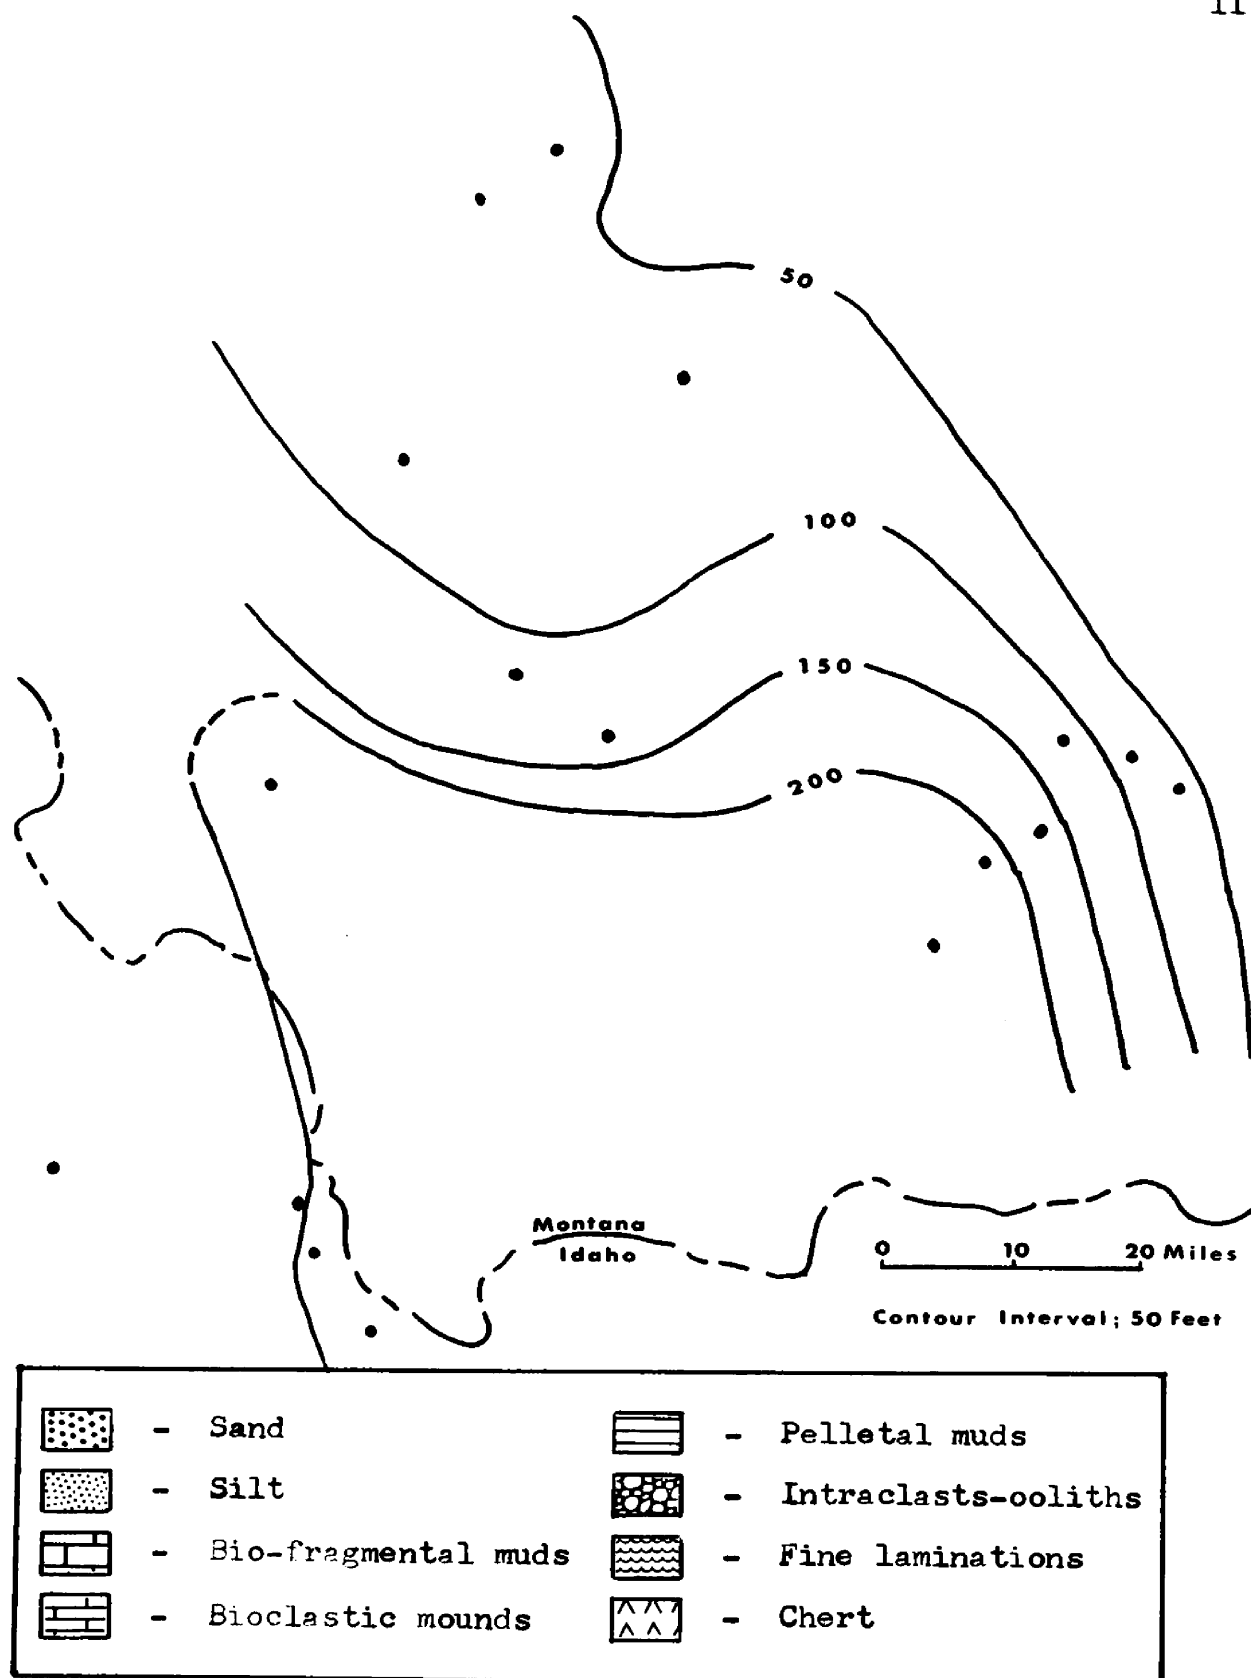 11
50
100
150
200
Montana
Idaho
0 10 20 Miles
Contour Interval; 50 Feet
- Sand
- Silt
- Bio-fragmental muds
- Bioclastic mounds
- Pelletal muds
- Intraclasts-ooliths
- Fine laminations
- Chert